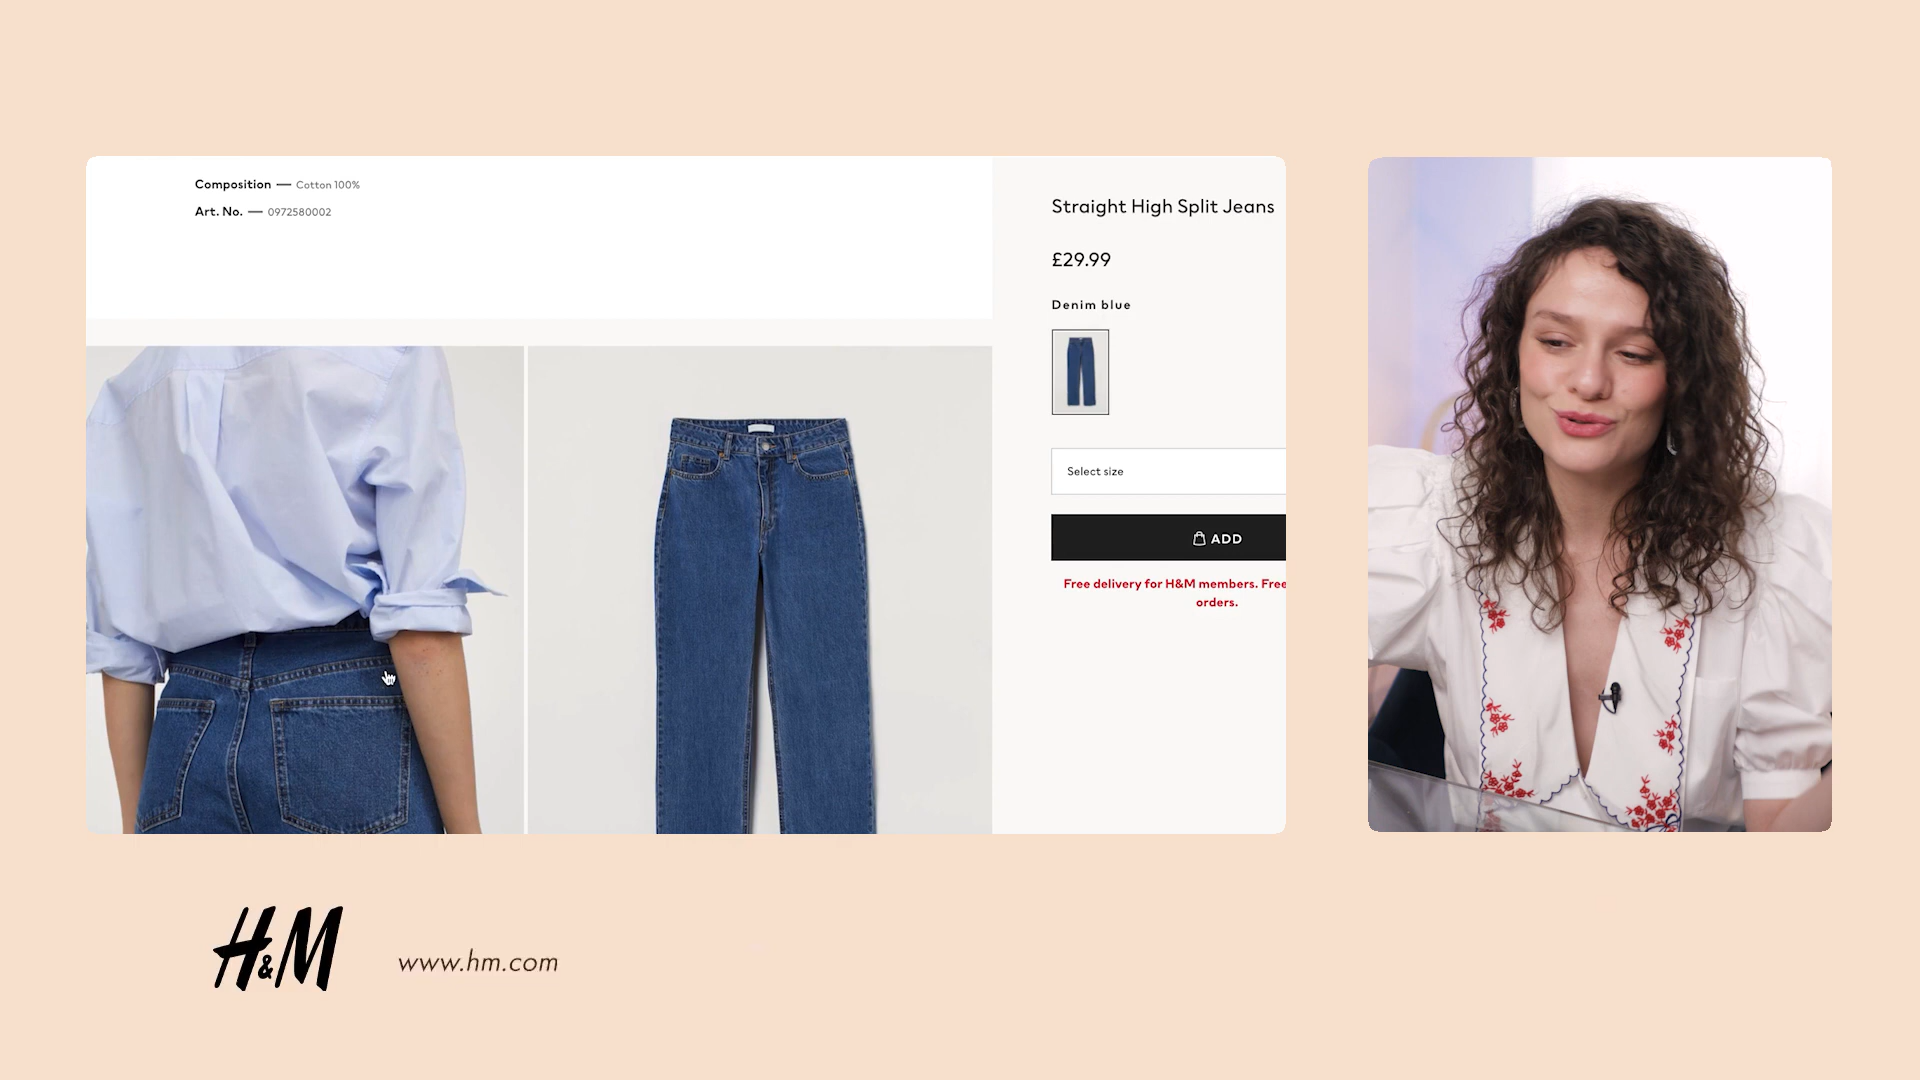 Composition — Cotton 100%
Art. No. — 0972580002
Straight High Split Jeans
£29.99
Denim blue
Select size
ADD
Free delivery for H&M members. Free
orders.
H&M
www.hm.com